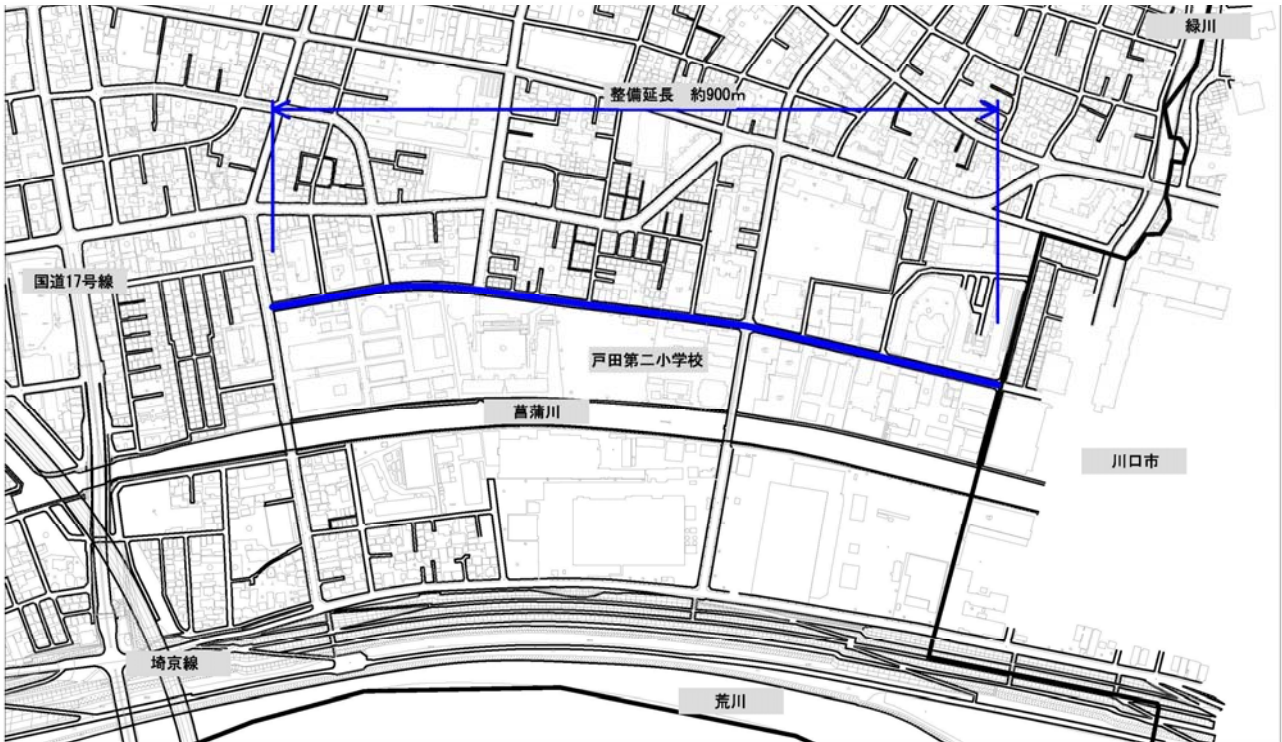 緑川
整備延長 約900m
国道17号線
戸田第二小学校
菖蒲川
川口市
埼京線
荒川